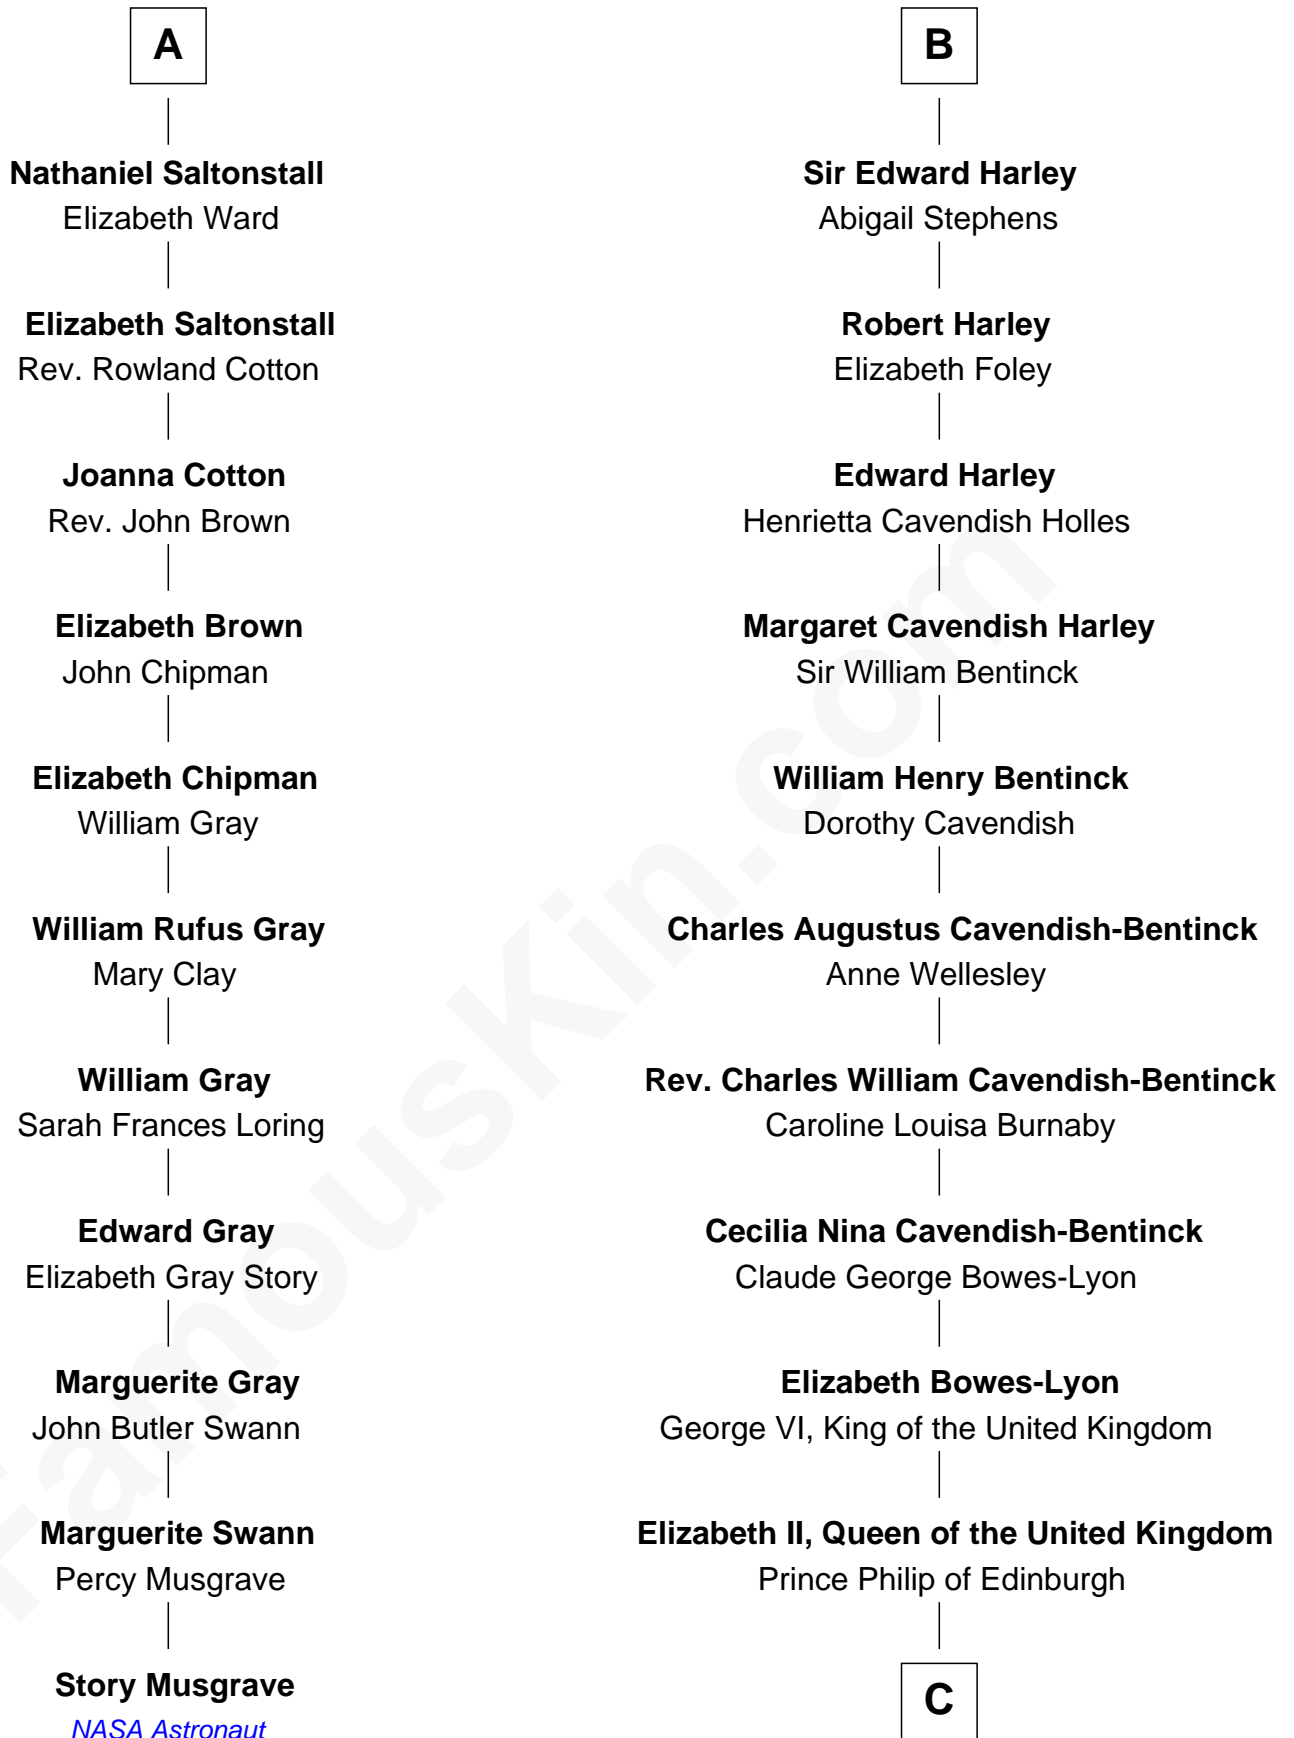 A
Nathaniel Saltonstall
Elizabeth Ward
Elizabeth Saltonstall
Rev. Rowland Cotton
Joanna Cotton
Rev. John Brown
Elizabeth Brown
John Chipman
Elizabeth Chipman
William Gray
William Rufus Gray
Mary Clay
William Gray
Sarah Frances Loring
Edward Gray
Elizabeth Gray Story
Marguerite Gray
John Butler Swann
Marguerite Swann
Percy Musgrave
Story Musgrave
NASA Astronaut
B
Sir Edward Harley
Abigail Stephens
Robert Harley
Elizabeth Foley
Edward Harley
Henrietta Cavendish Holles
Margaret Cavendish Harley
Sir William Bentinck
William Henry Bentinck
Dorothy Cavendish
Charles Augustus Cavendish-Bentinck
Anne Wellesley
Rev. Charles William Cavendish-Bentinck
Caroline Louisa Burnaby
Cecilia Nina Cavendish-Bentinck
Claude George Bowes-Lyon
Elizabeth Bowes-Lyon
George VI, King of the United Kingdom
Elizabeth II, Queen of the United Kingdom
Prince Philip of Edinburgh
C
FamousKin.com